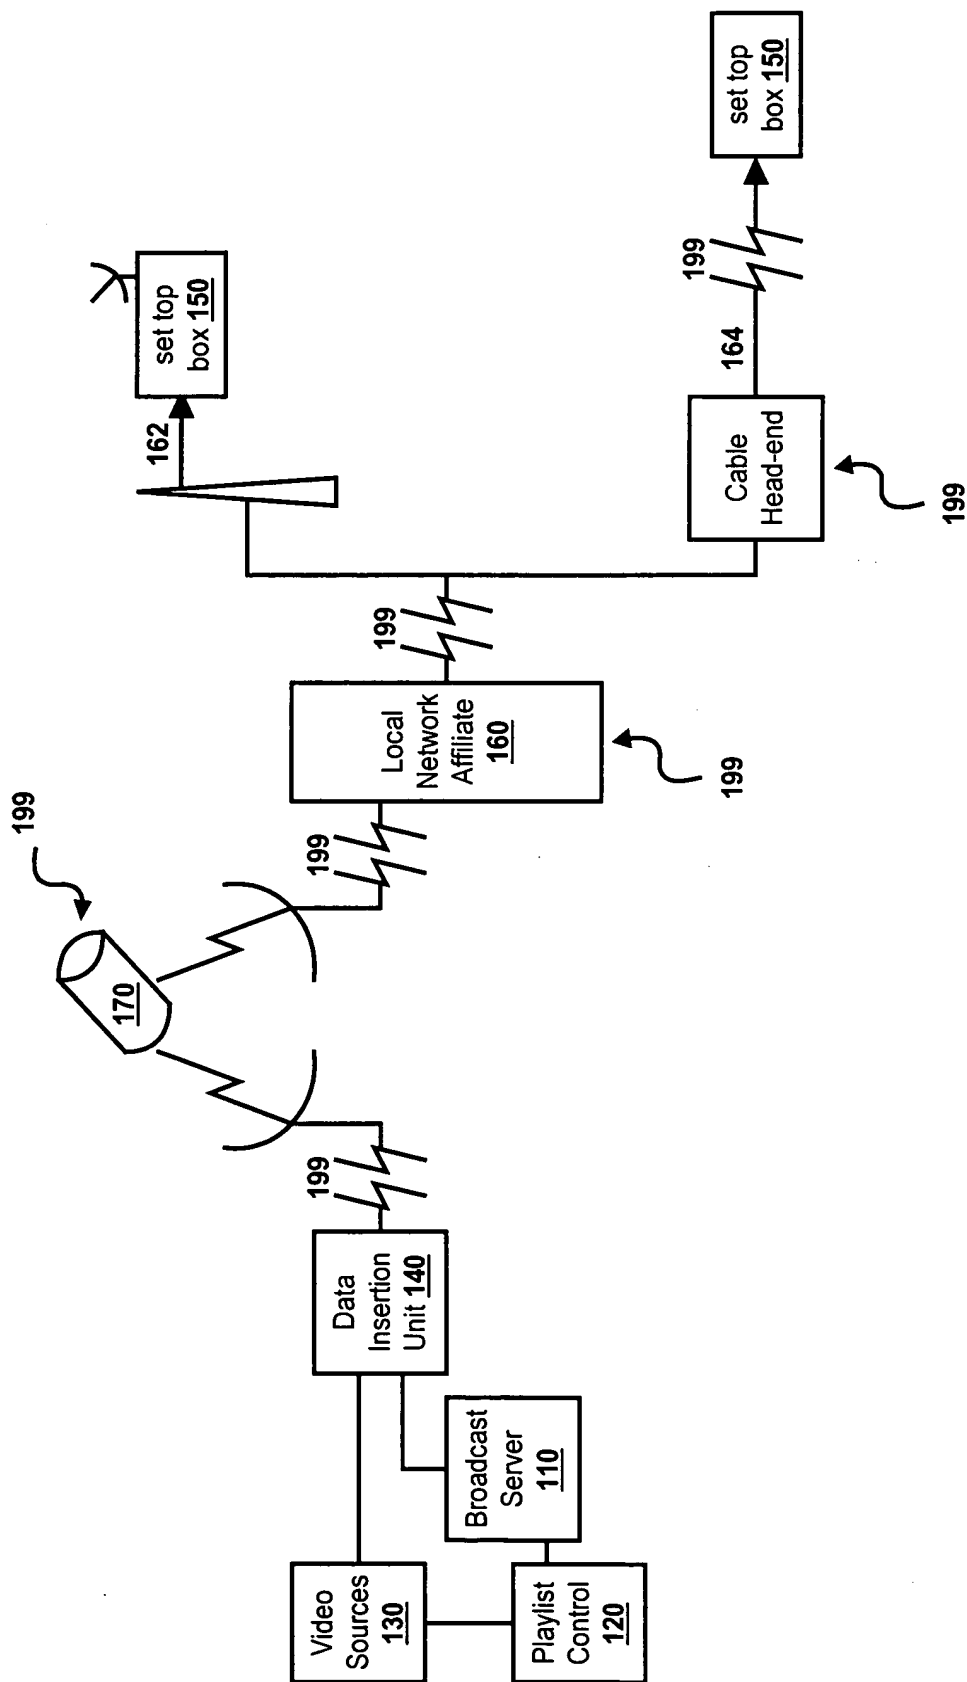 Video
Sources
130
Playlist
Control
120
Broadcast
Server
110
Data
Insertion
Unit 140
199
170
199
199
Local
Network
Affiliate
160
199
199
162
set top
box 150
Cable
Head-end
199
164
199
set top
box 150